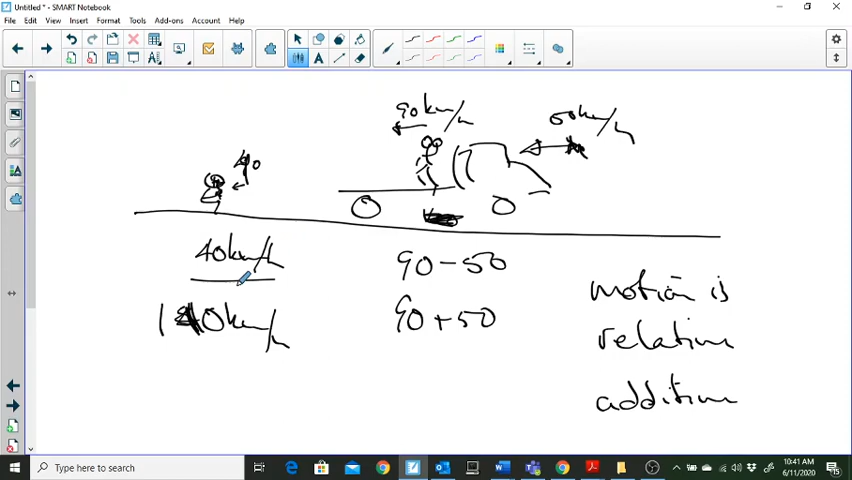 Untitled * - SMART Notebook
File Edit View Insert Format Tools Add-ons Account Help
90km/h
50km/h
40
40km/h
90-50
140km/h
90+50
motion is
relative
addition
Type here to search
10:41 AM
6/11/2020